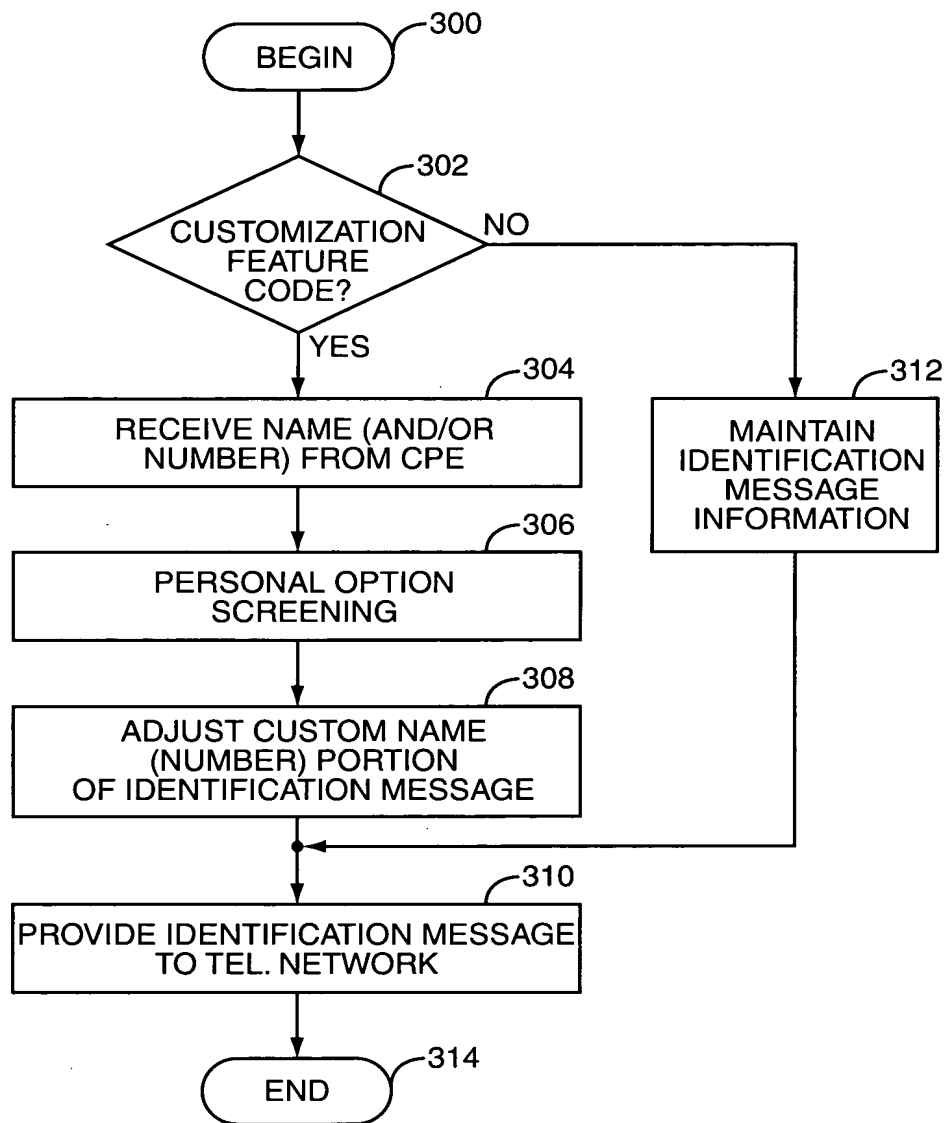 300
BEGIN
302
CUSTOMIZATION
FEATURE
CODE?
NO
YES
304
RECEIVE NAME (AND/OR
NUMBER) FROM CPE
312
MAINTAIN
IDENTIFICATION
MESSAGE
INFORMATION
306
PERSONAL OPTION
SCREENING
308
ADJUST CUSTOM NAME
(NUMBER) PORTION
OF IDENTIFICATION MESSAGE
310
PROVIDE IDENTIFICATION MESSAGE
TO TEL. NETWORK
314
END